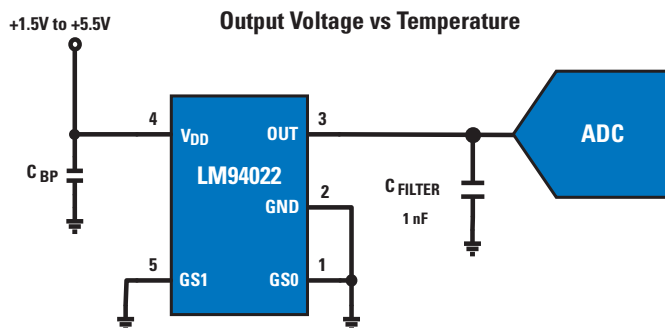 Output Voltage vs Temperature
+1.5V to +5.5V
4
VDD
OUT
3
ADC
LM94022
C BP
C FILTER
1 nF
2
GND
5
GS1
GS0
1